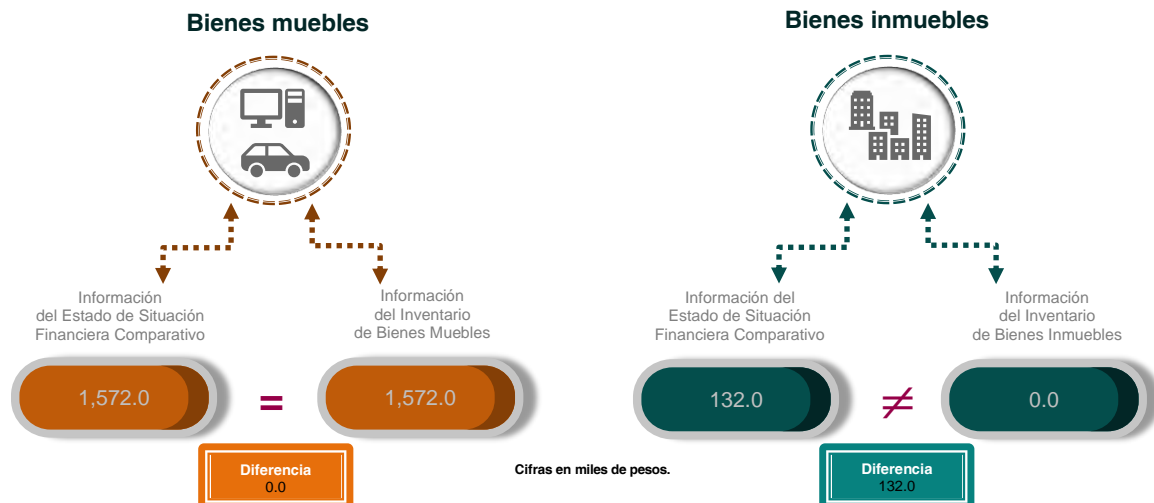 Bienes muebles
Información
del Estado de Situación
Financiera Comparativo
Información
del Inventario
de Bienes Muebles
1,572.0
=
1,572.0
Diferencia
0.0
Cifras en miles de pesos.
Bienes inmuebles
Información del
Estado de Situación
Financiera Comparativo
Información
del Inventario
de Bienes Inmuebles
132.0
≠
0.0
Diferencia
132.0